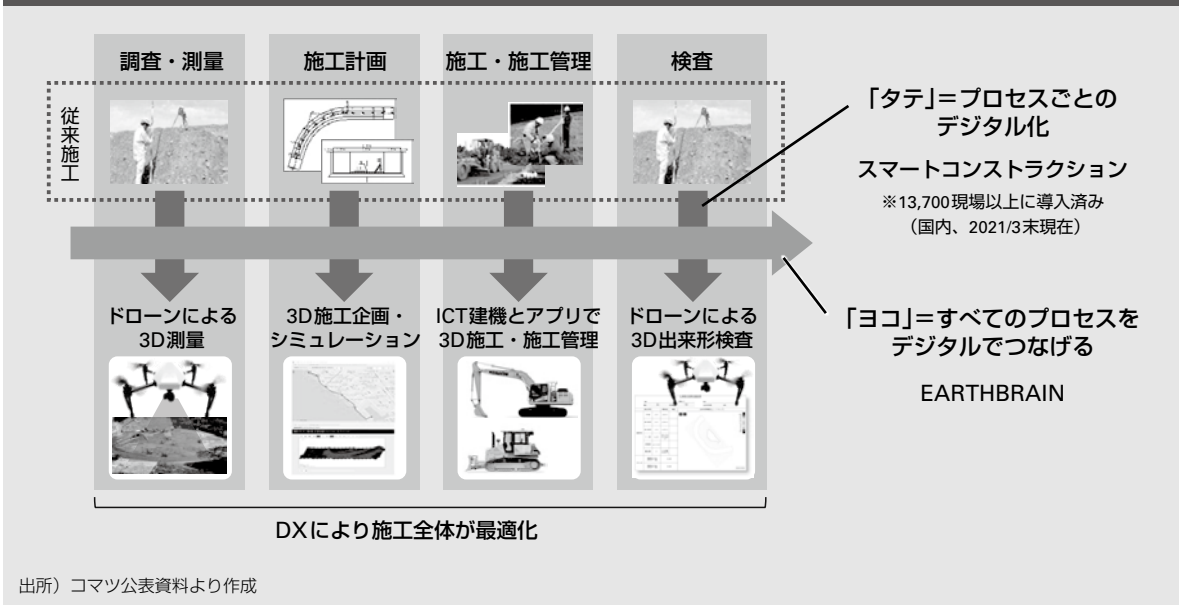 調査・測量
施工計画
施工・施工管理
検査
従来施工
「タテ」=プロセスごとの
デジタル化
スマートコンストラクション
※13,700現場以上に導入済み
（国内、2021/3末現在）
ドローンによる
3D測量
3D施工企画・
シミュレーション
ICT建機とアプリで
3D施工・施工管理
ドローンによる
3D出来形検査
「ヨコ」=すべてのプロセスを
デジタルでつなげる
EARTHBRAIN
DXにより施工全体が最適化
出所）コマツ公表資料より作成